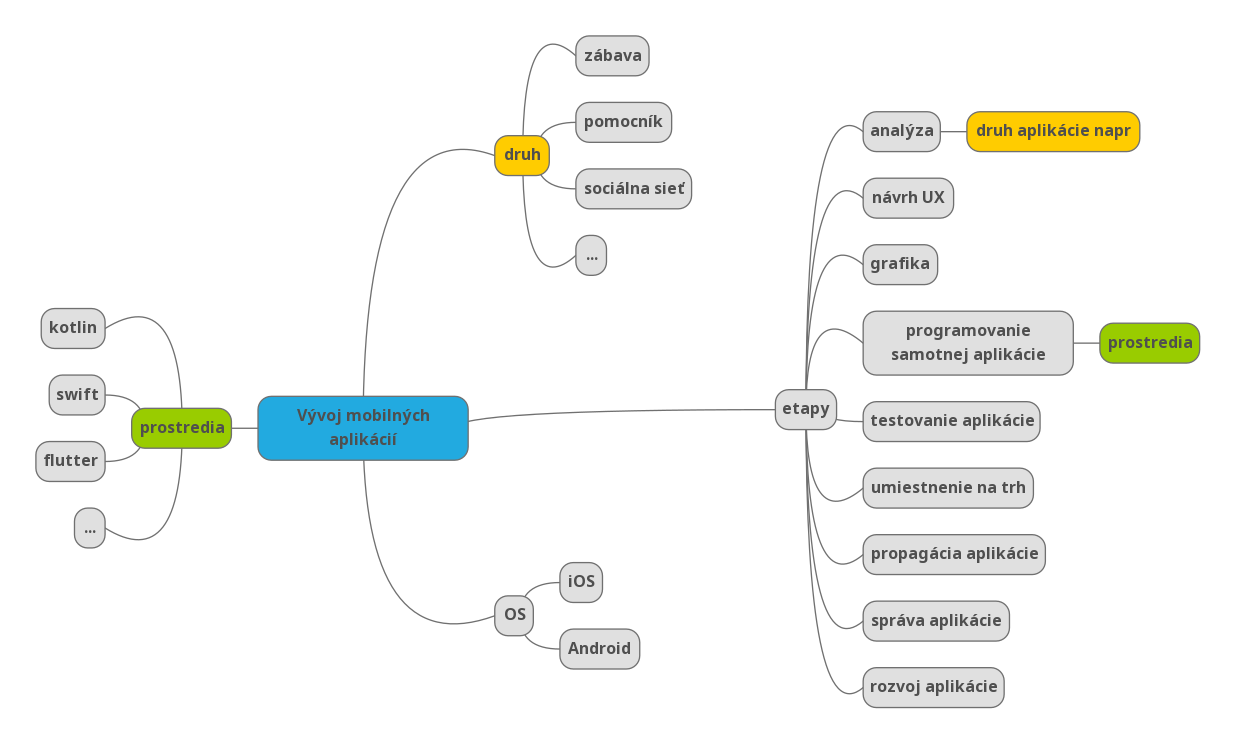 Vývoj mobilných
aplikácií
druh
zábava
pomocník
sociálna sieť
...
etapy
analýza
druh aplikácie napr
návrh UX
grafika
programovanie
samotnej aplikácie
prostredia
testovanie aplikácie
umiestnenie na trh
propagácia aplikácie
správa aplikácie
rozvoj aplikácie
OS
iOS
Android
prostredia
kotlin
swift
flutter
...